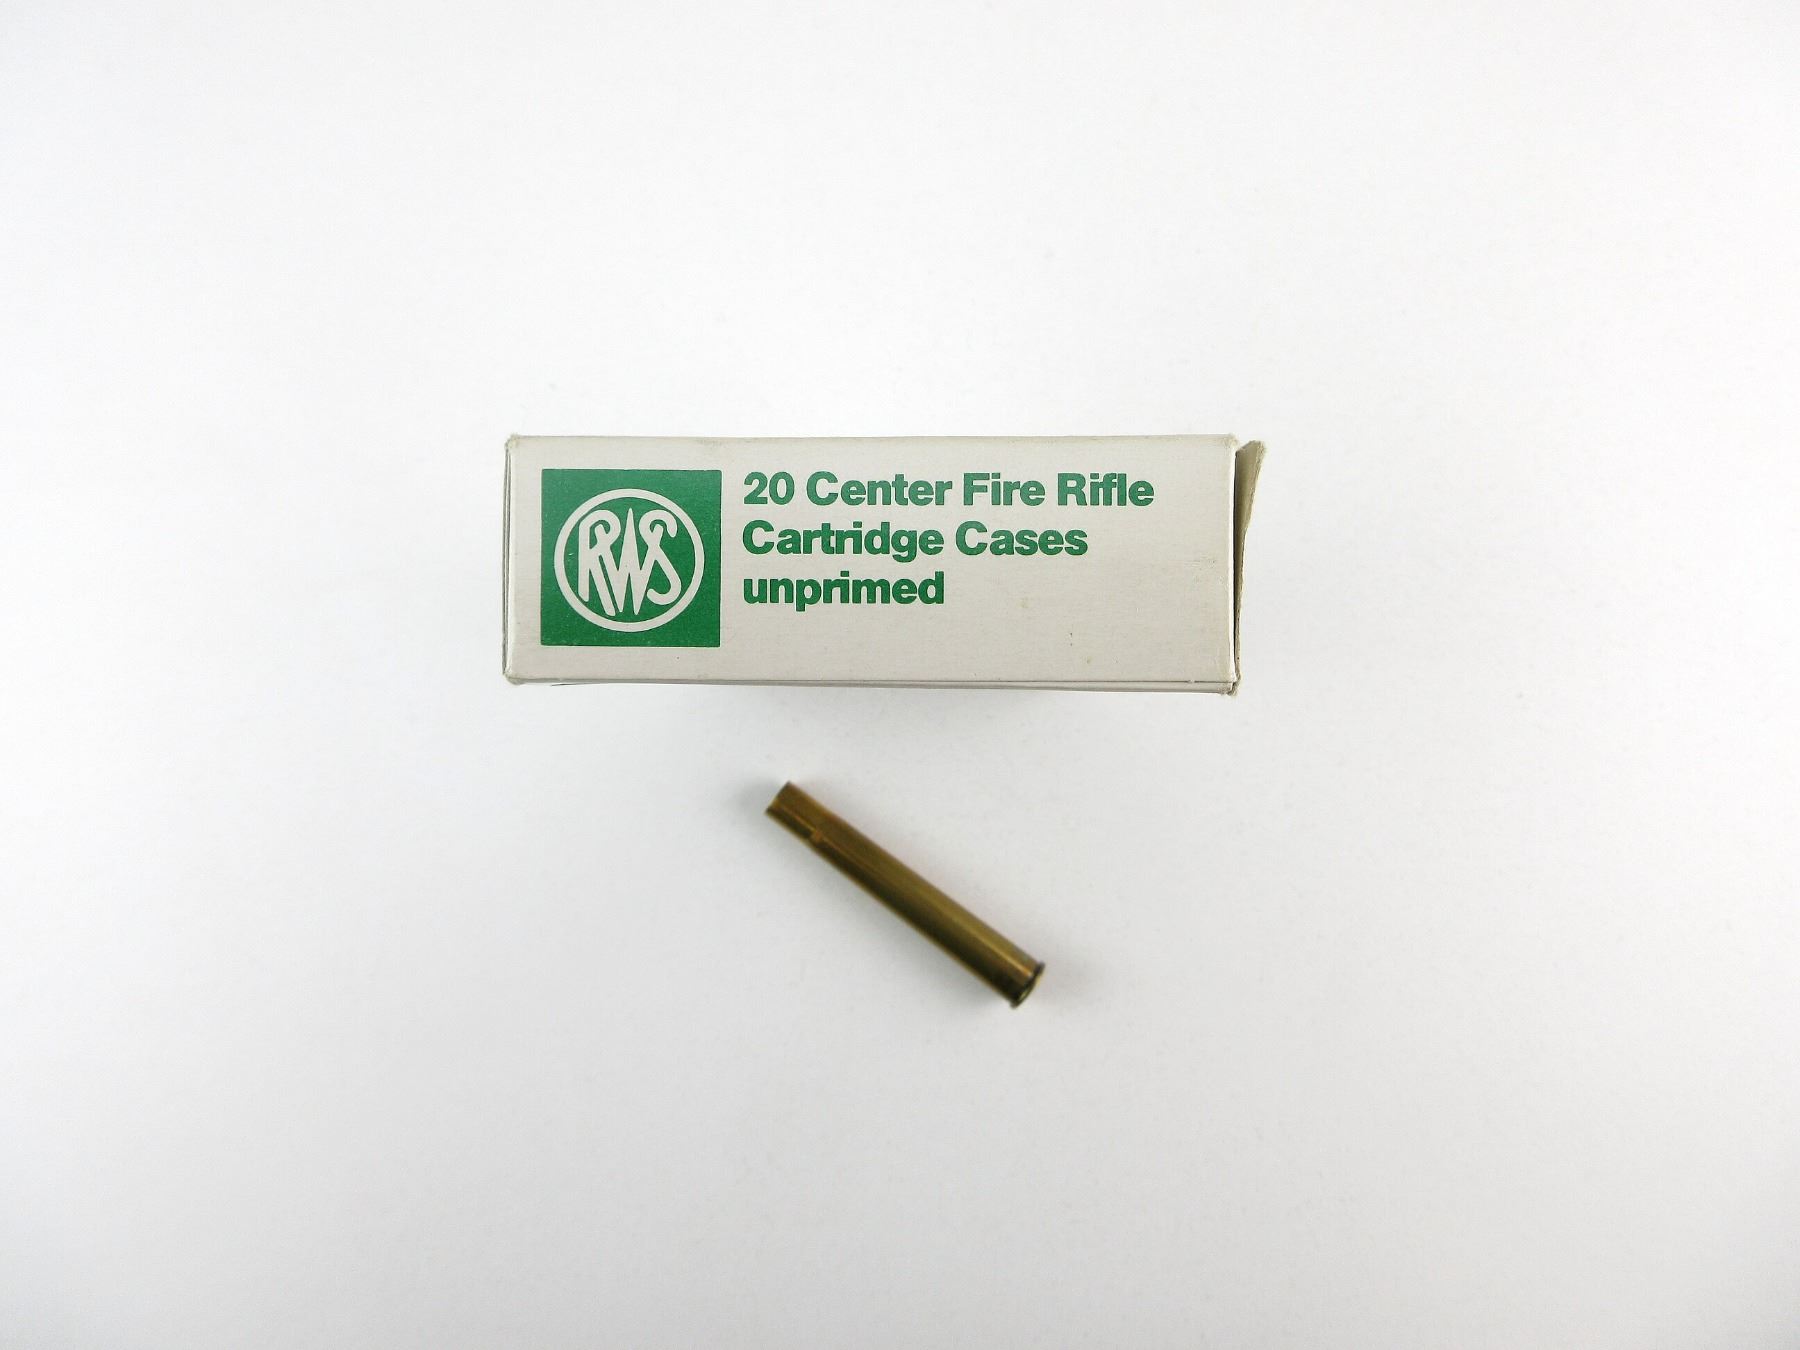 RWS
20 Center Fire Rifle
Cartridge Cases
unprimed